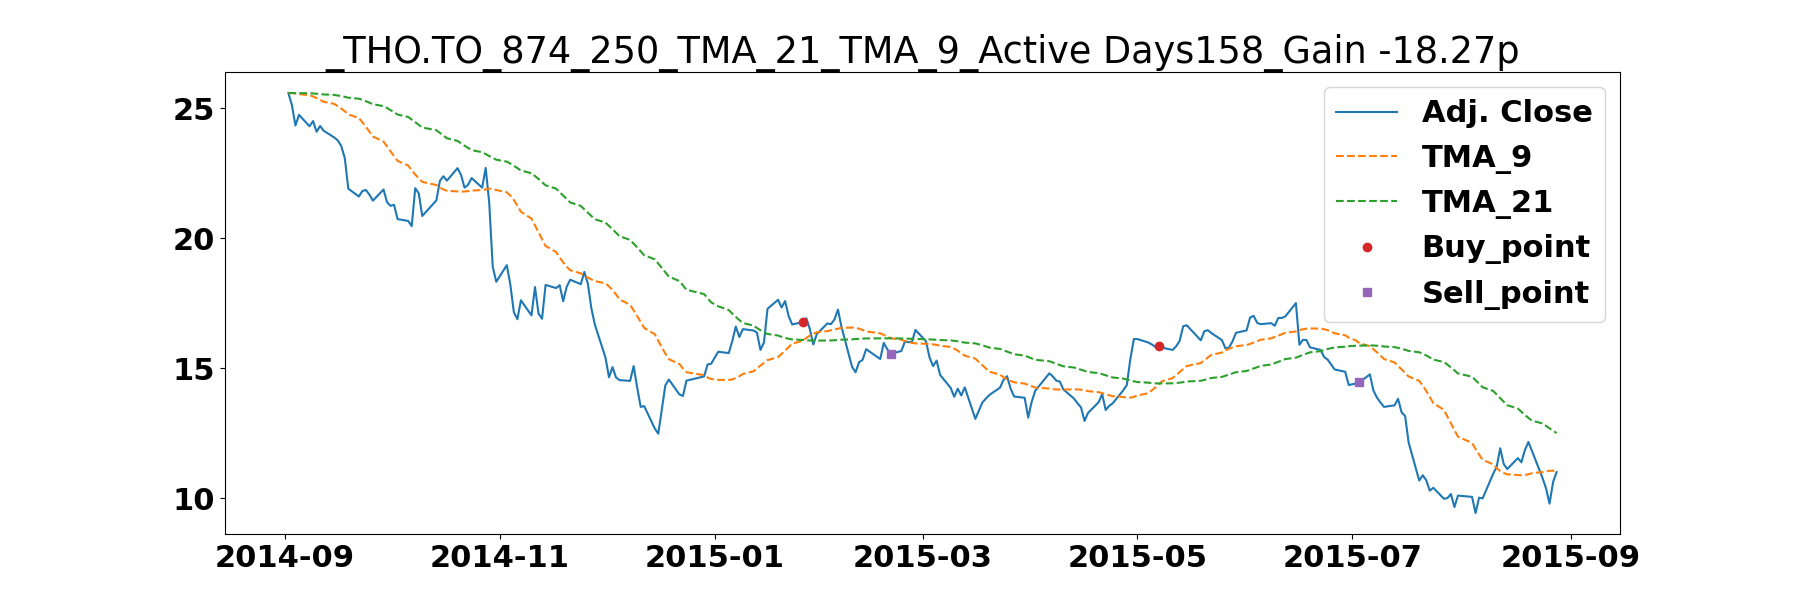 _THO.TO_874_250_TMA_21_TMA_9_Active Days158_Gain -18.27p
25
20
15
10
Adj. Close
TMA_9
TMA_21
Buy_point
Sell_point
2014-09 2014-11 2015-01 2015-03 2015-05 2015-07 2015-09